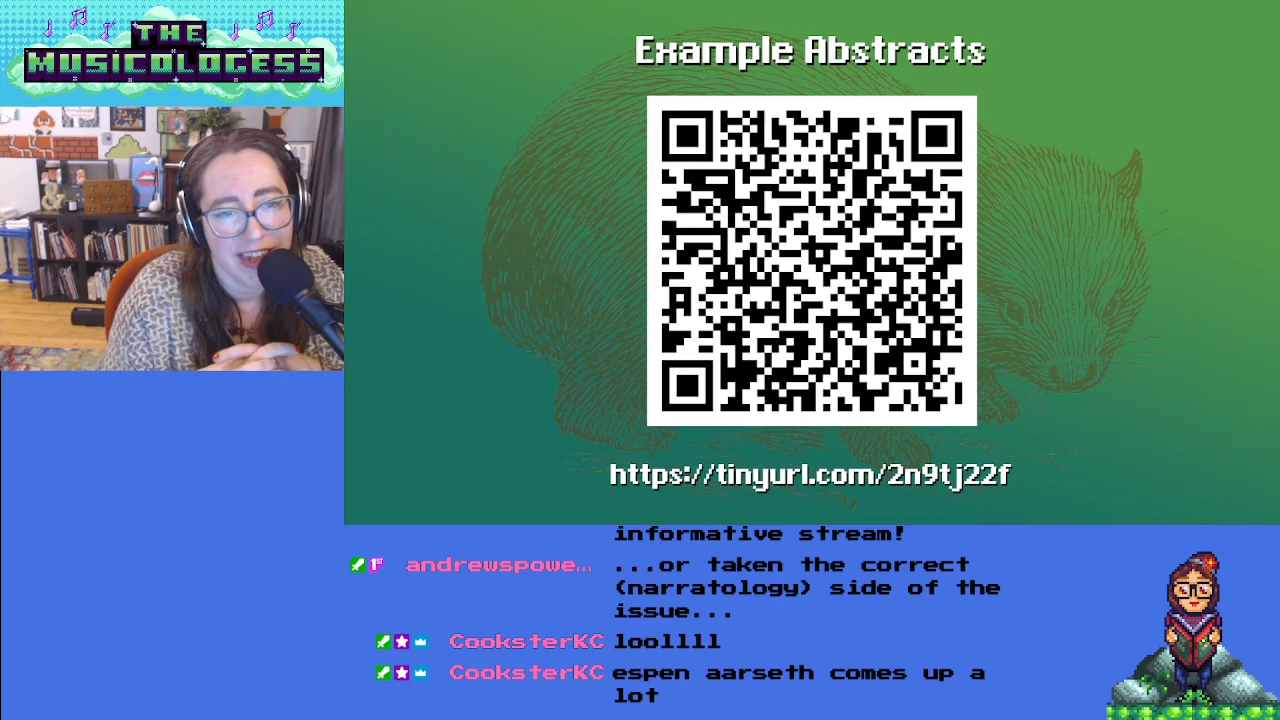 THE
MUSICOLOGESS
Example Abstracts
https://tinyurl.com/2n9tj22f
informative stream!
1ST andrewspowe... ...or taken the correct
(narratology) side of the
issue...
CooksterKC loollll
CooksterKC espen aarseth comes up a
lot